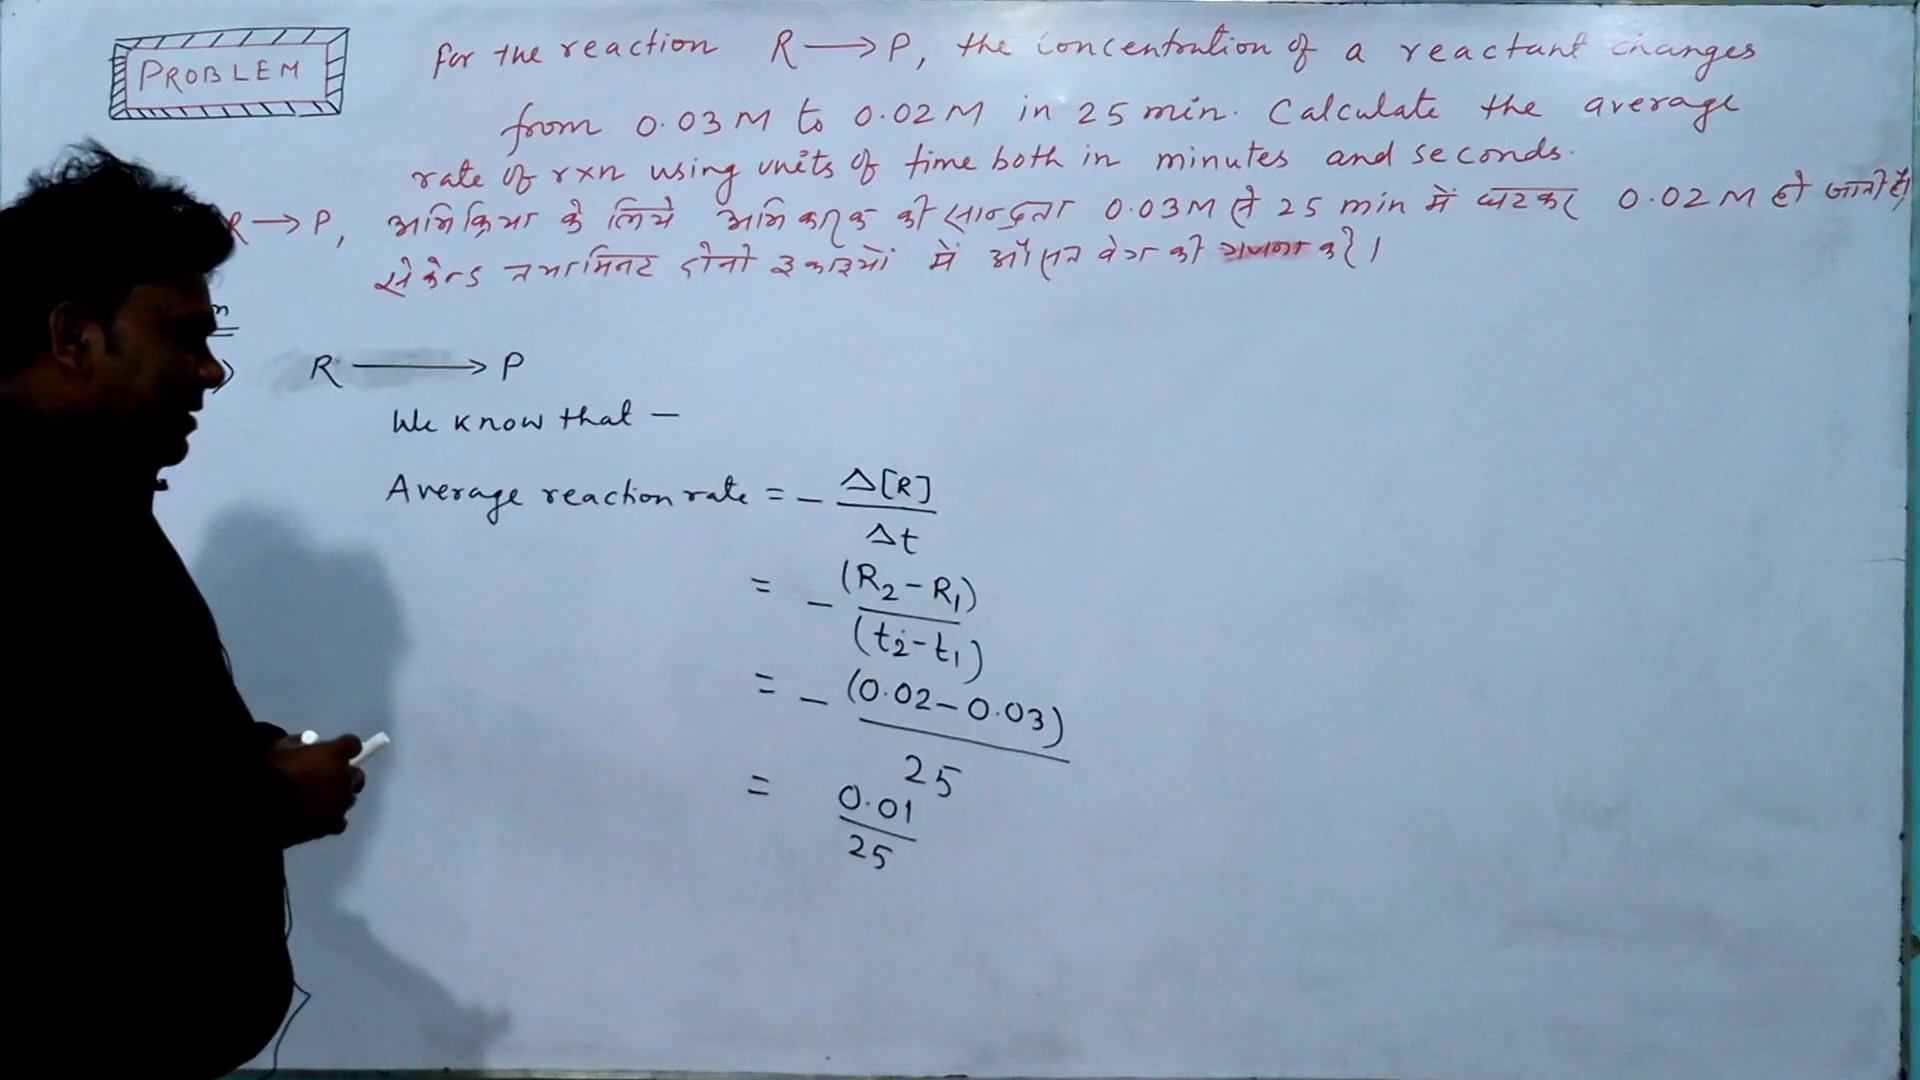 PROBLEM
for the reaction R → P, the concentration of a reactant changes
from 0.03 M to 0.02 M in 25 min. Calculate the average
rate of rxn using units of time both in minutes and seconds.
R → P, अभिक्रिया के लिये अभिकारक की सान्द्रता 0.03M से 25 min में घटकर 0.02 M हो जाती है।
सेकेन्ड तथा मिनट दोनो इकाइयों में औसत वेग की गणना करे।
R → P
We know that —
Average reaction rate = - Δ[R] / Δt
= - (R₂ - R₁) / (t₂ - t₁)
= - (0.02 - 0.03) / 25
= 0.01 / 25